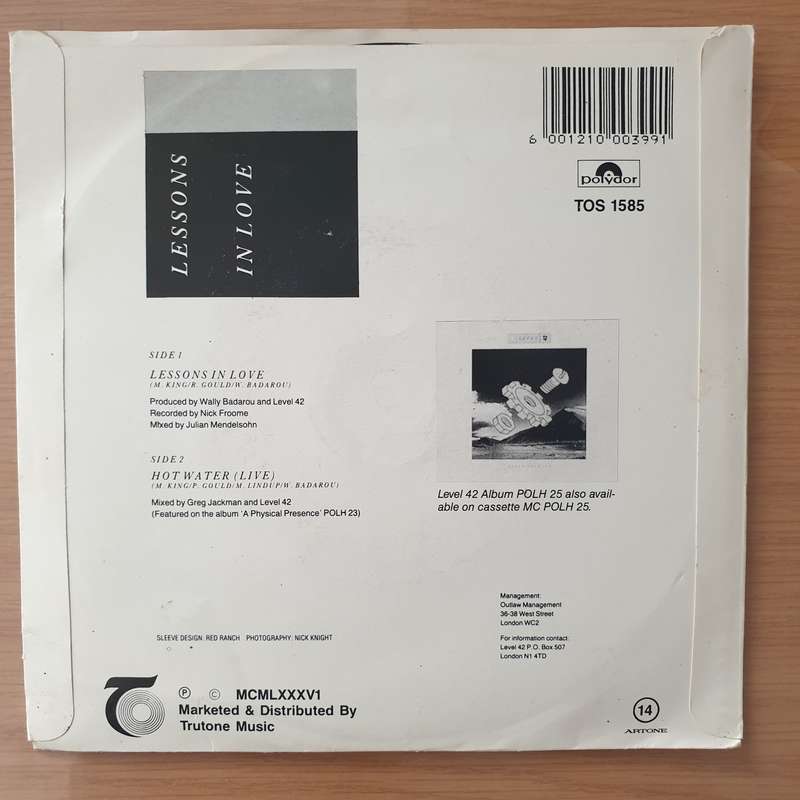 LESSONS
IN LOVE
6 001210 003991
polydor
TOS 1585
SIDE 1
LESSONS IN LOVE
(M. KING/R. GOULD/W. BADAROU)
Produced by Wally Badarou and Level 42
Recorded by Nick Froome
Mixed by Julian Mendelsohn
SIDE 2
HOT WATER (LIVE)
(M. KING/P. GOULD/M. LINDUP/W. BADAROU)
Mixed by Greg Jackman and Level 42
(Featured on the album 'A Physical Presence' POLH 23)
Level 42 Album POLH 25 also avail-
able on cassette MC POLH 25.
Management:
Outlaw Management
36-38 West Street
London WC2
For information contact:
Level 42 P.O. Box 507
London N1 4TD
SLEEVE DESIGN: RED RANCH PHOTOGRAPHY: NICK KNIGHT
Ⓟ © MCMLXXXV1
Marketed & Distributed By
Trutone Music
14
ARTONE